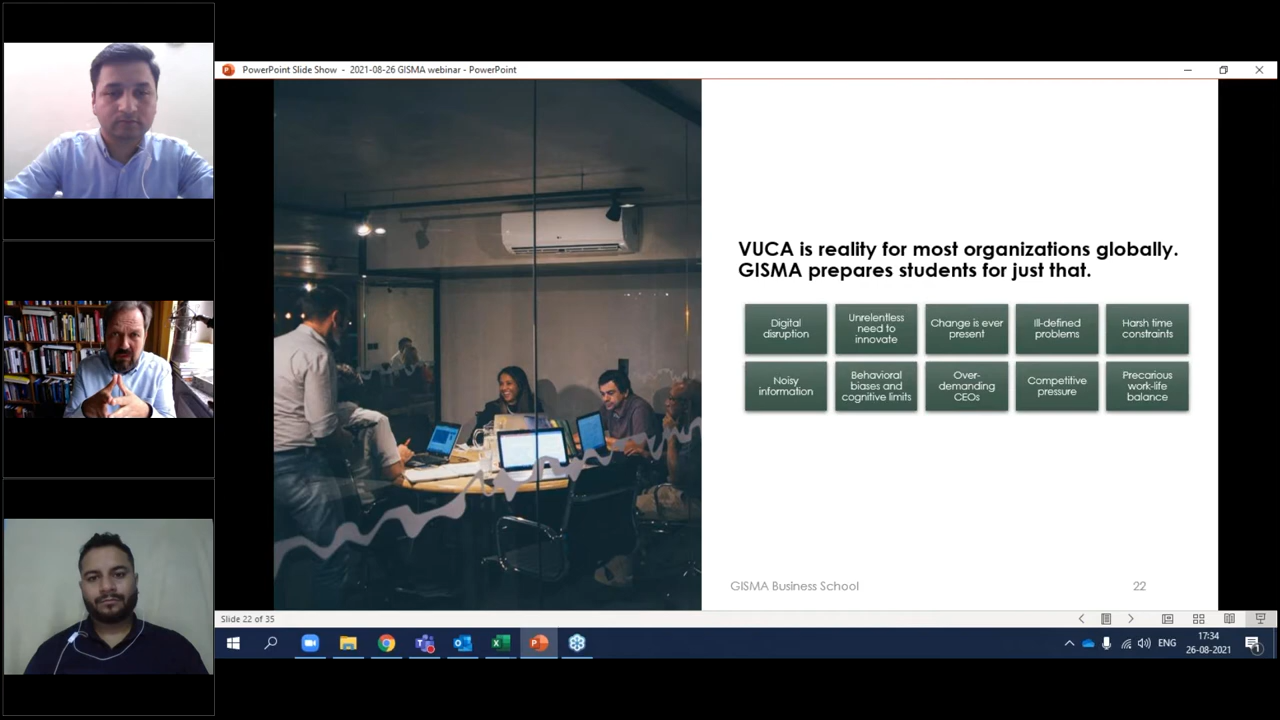 PowerPoint Slide Show - 2021-08-26 GISMA webinar - PowerPoint
VUCA is reality for most organizations globally.
GISMA prepares students for just that.
Digital
disruption
Unrelentless
need to
innovate
Change is ever
present
Ill-defined
problems
Harsh time
constraints
Noisy
information
Behavioral
biases and
cognitive limits
Over-
demanding
CEOs
Competitive
pressure
Precarious
work-life
balance
GISMA Business School
22
Slide 22 of 35
ENG
17:34
26-08-2021
1